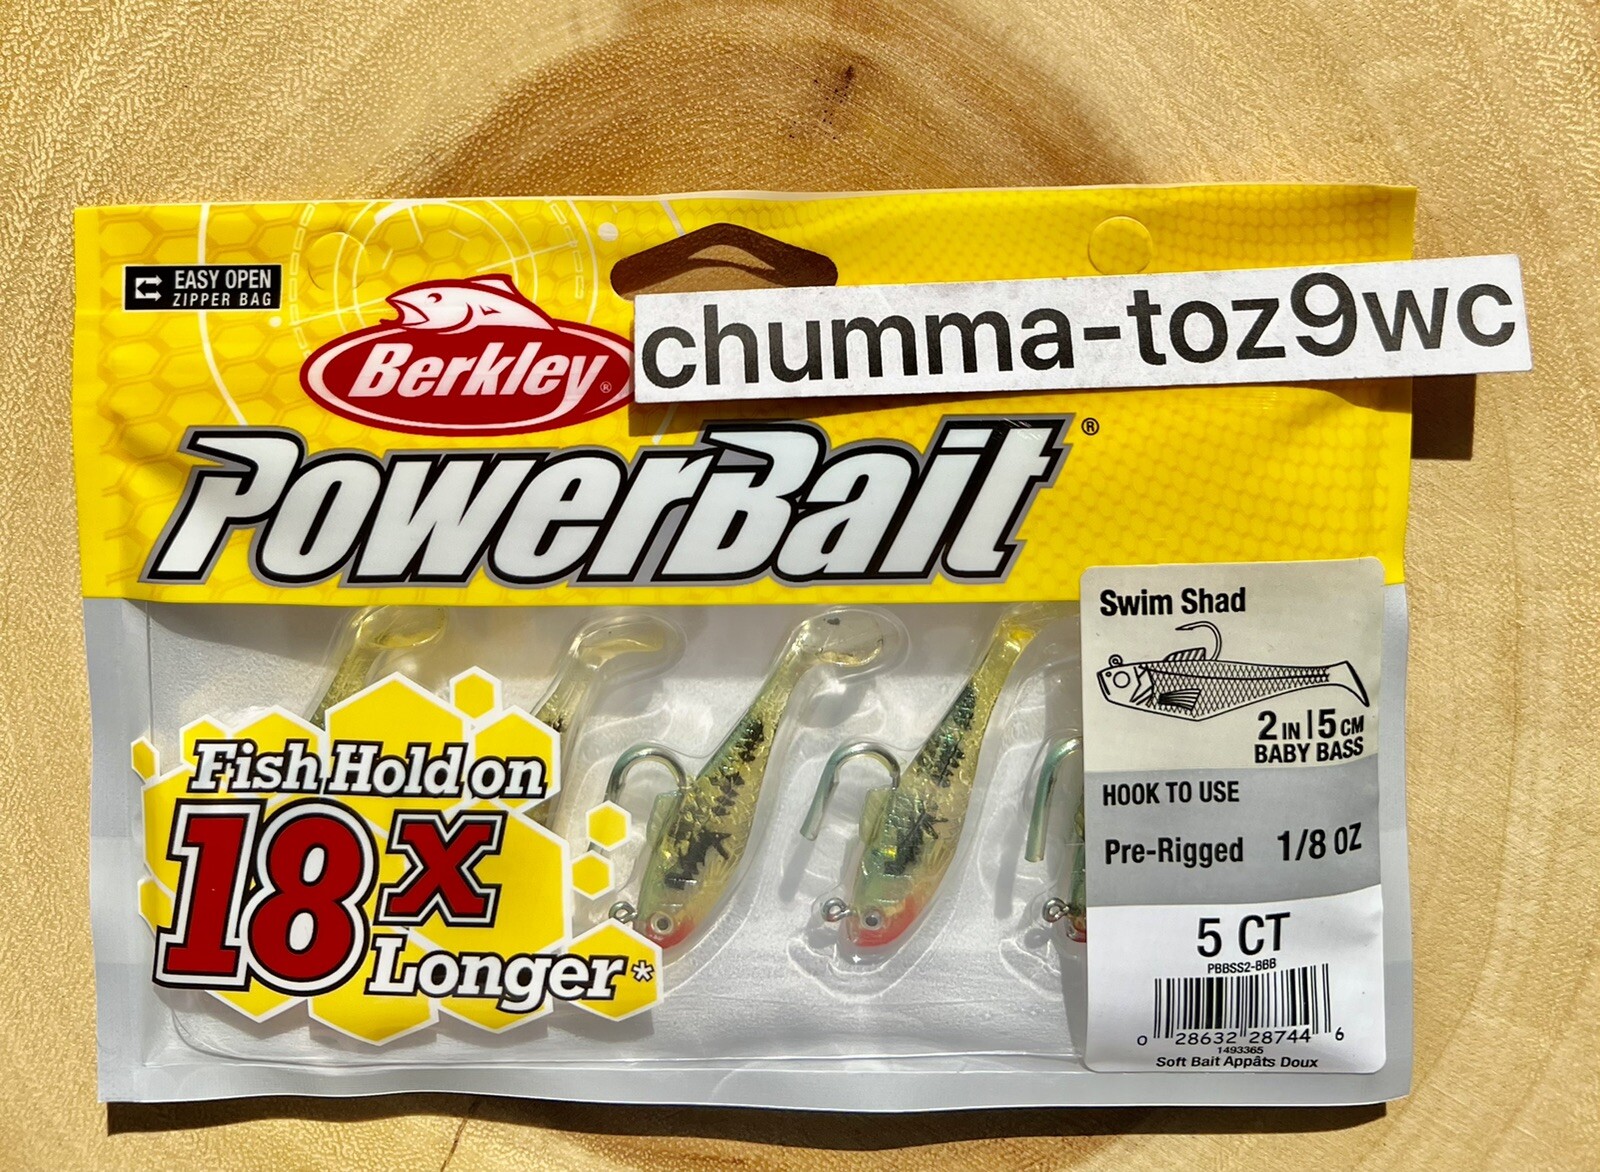 EASY OPEN
ZIPPER BAG
Berkley®
chumma-toz9wc
PowerBait®
Fish Hold on
18x
Longer*
Swim Shad
2 IN | 5 CM
BABY BASS
HOOK TO USE
Pre-Rigged 1/8 OZ
5 CT
PBBSS2-BBB
0 28632 28744 6
1493365
Soft Bait Appâts Doux